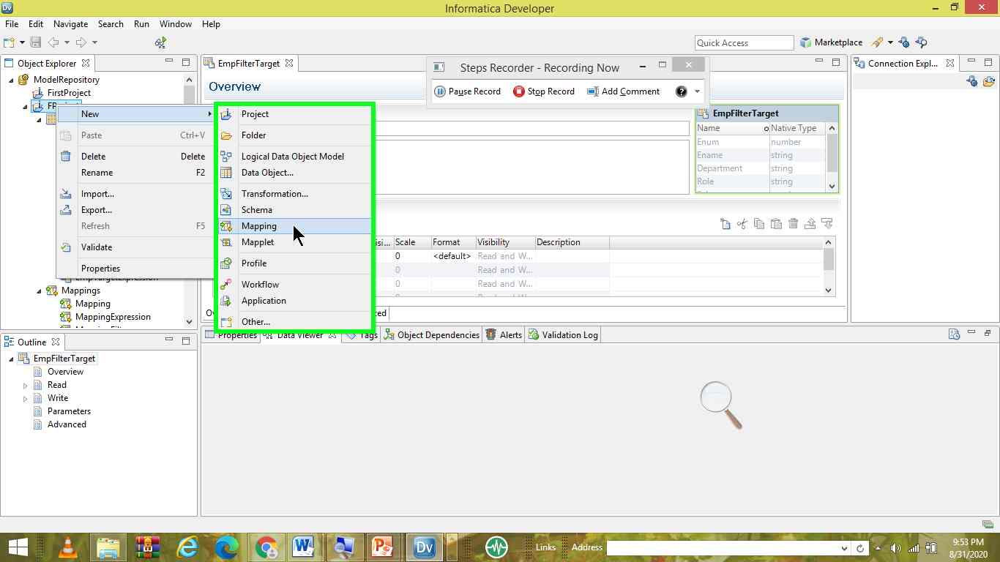 Informatica Developer
File Edit Navigate Search Run Window Help
Quick Access
Marketplace
Object Explorer
ModelRepository
FirstProject
New
Paste Ctrl+V
Delete Delete
Rename F2
Import...
Export...
Refresh F5
Validate
Properties
Mappings
Mapping
MappingExpression
Project
Folder
Logical Data Object Model
Data Object...
Transformation...
Schema
Mapping
Mapplet
Profile
Workflow
Application
Other...
EmpFilterTarget
Overview
Steps Recorder - Recording Now
Pause Record Stop Record Add Comment
EmpFilterTarget
Name Native Type
Enum number
Ename string
Department string
Role string
Scale Format Visibility Description
0 <default> Read and W...
0 Read and W...
0 Read and W...
Connection Expl...
Properties Data Viewer Tags Object Dependencies Alerts Validation Log
Outline
EmpFilterTarget
Overview
Read
Write
Parameters
Advanced
Links Address
9:53 PM
8/31/2020